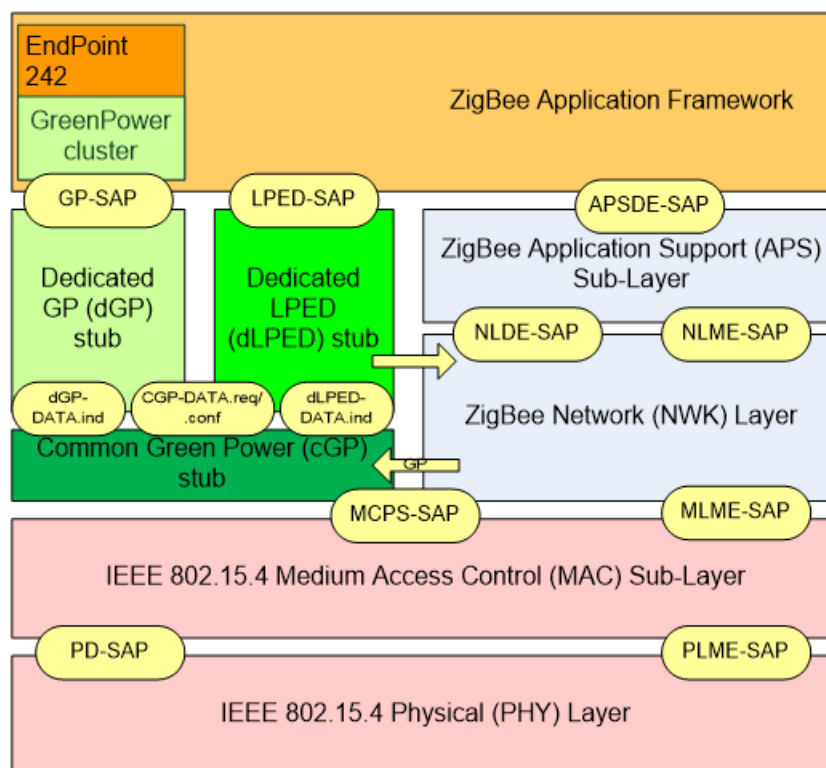 EndPoint
242
GreenPower
cluster
ZigBee Application Framework
GP-SAP
LPED-SAP
APSDE-SAP
Dedicated
GP (dGP)
stub
Dedicated
LPED
(dLPED) stub
ZigBee Application Support (APS)
Sub-Layer
NLDE-SAP
NLME-SAP
dGP-
DATA.ind
CGP-DATA.req/
.conf
dLPED-
DATA.ind
ZigBee Network (NWK) Layer
Common Green Power (cGP)
stub
GP
MCPS-SAP
MLME-SAP
IEEE 802.15.4 Medium Access Control (MAC) Sub-Layer
PD-SAP
PLME-SAP
IEEE 802.15.4 Physical (PHY) Layer